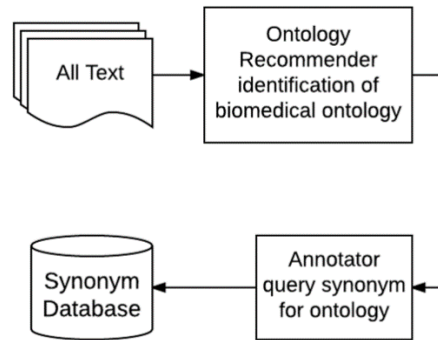 All Text
Ontology
Recommender
identification of
biomedical ontology
Synonym
Database
Annotator
query synonym
for ontology